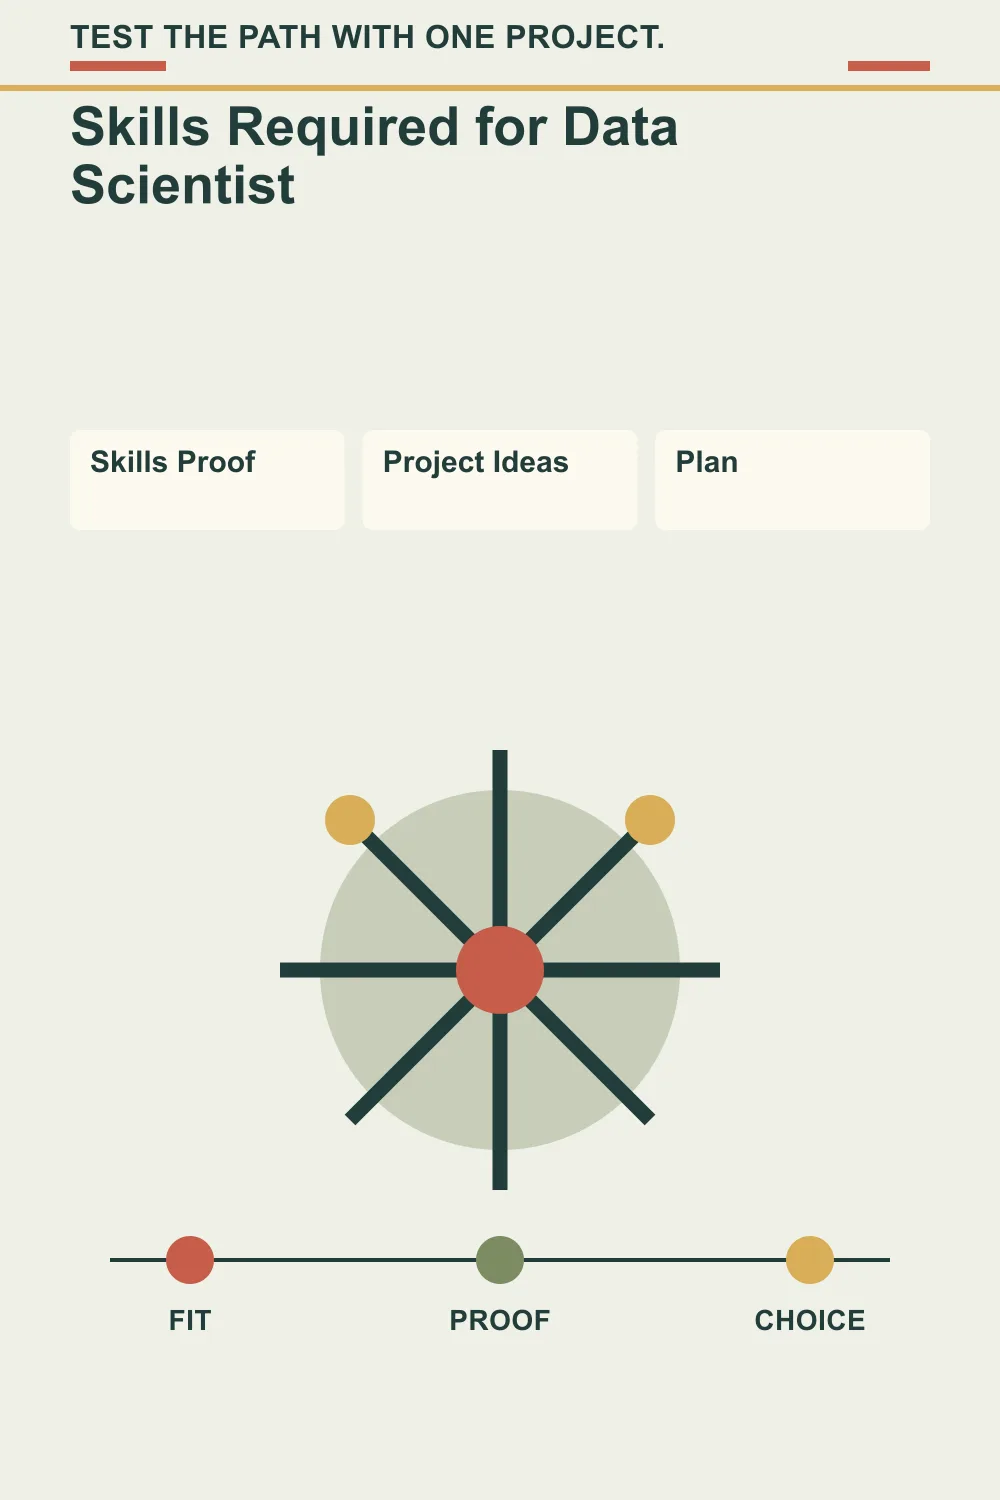 TEST THE PATH WITH ONE PROJECT.
Skills Required for Data
Scientist
Skills Proof
Project Ideas
Plan
FIT
PROOF
CHOICE